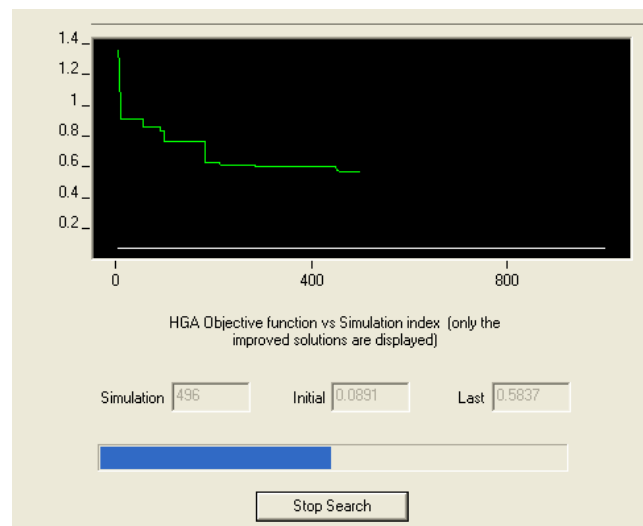 1.4
1.2
1
0.8
0.6
0.4
0.2
0 400 800
HGA Objective function vs Simulation index (only the
improved solutions are displayed)
Simulation 496 Initial 0.0891 Last 0.5837
Stop Search